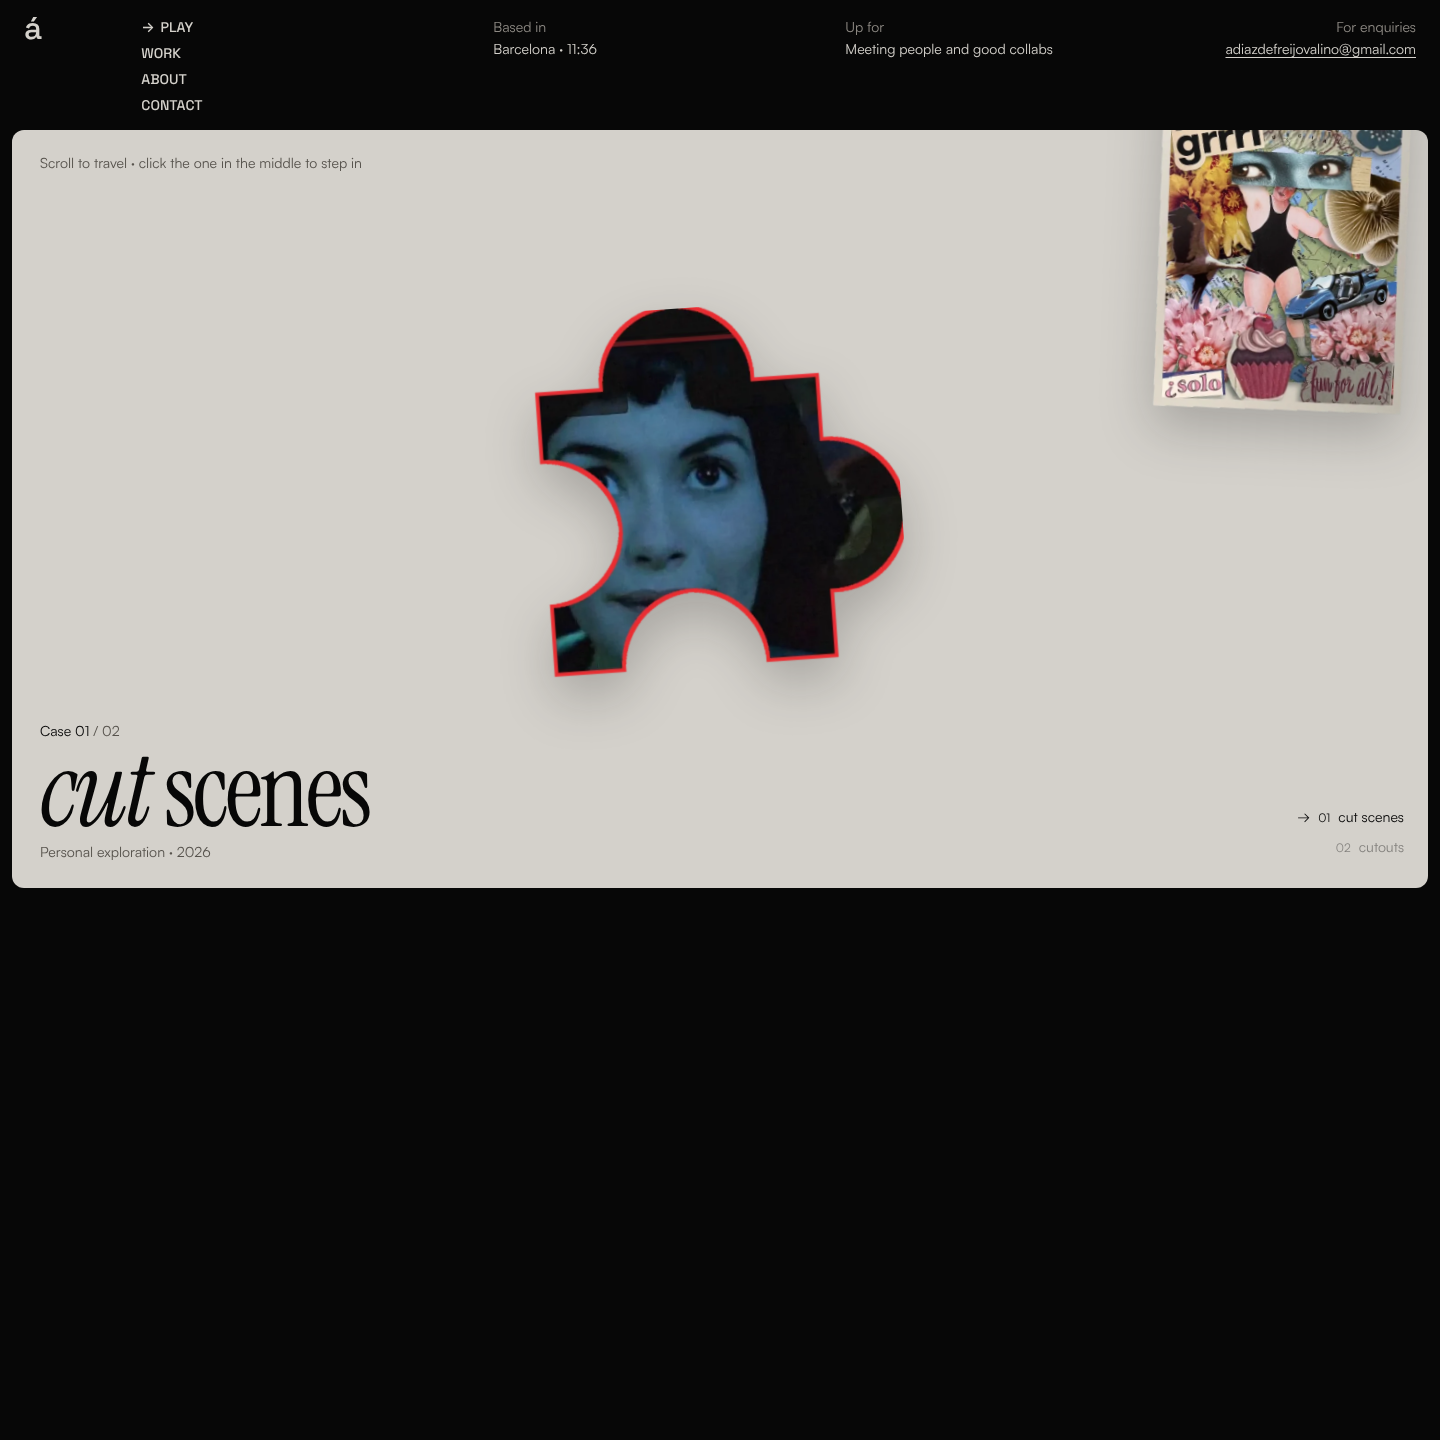 á
→ PLAY
WORK
ABOUT
CONTACT
Based in
Barcelona · 11:36
Up for
Meeting people and good collabs
For enquiries
adiazdefreijovalino@gmail.com
Scroll to travel · click the one in the middle to step in
grrrl
¿solo
fun for all?
Case 01 / 02
cut scenes
Personal exploration · 2026
→ 01 cut scenes
02 cutouts